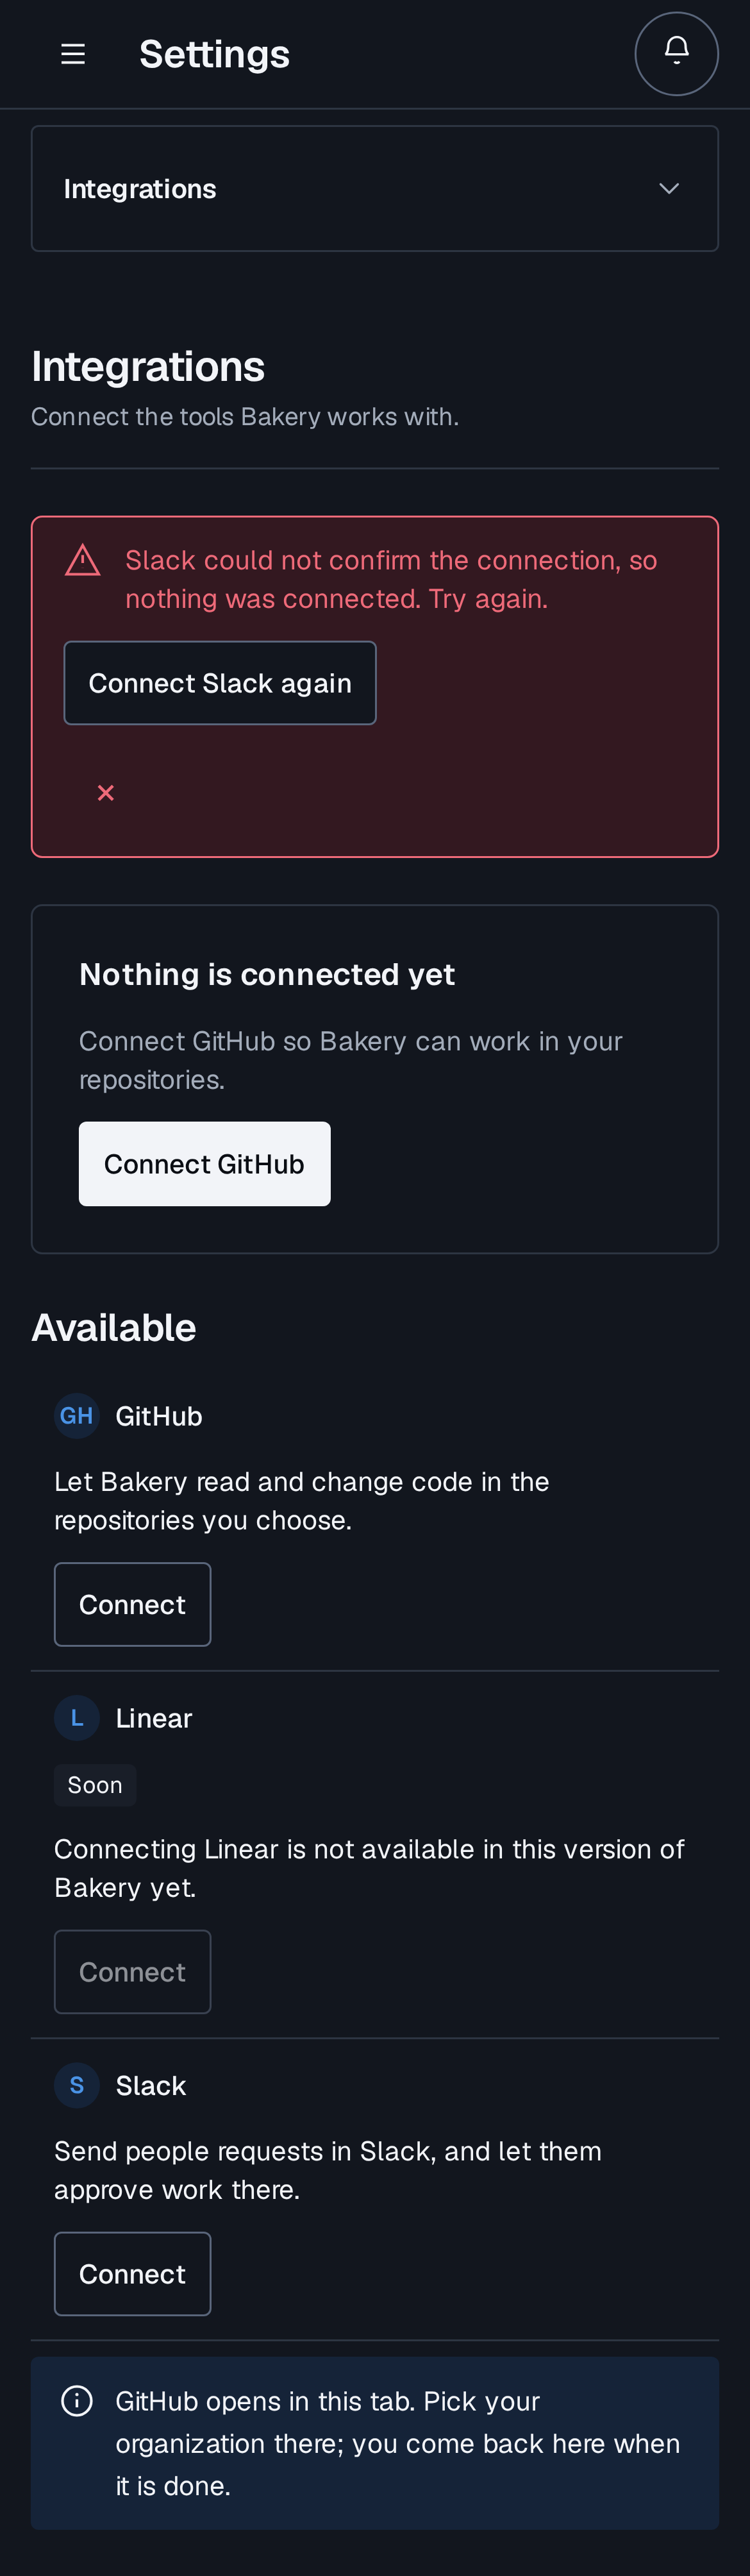 Settings
Integrations
Integrations
Connect the tools Bakery works with.
Slack could not confirm the connection, so
nothing was connected. Try again.
Connect Slack again
Nothing is connected yet
Connect GitHub so Bakery can work in your
repositories.
Connect GitHub
Available
GH GitHub
Let Bakery read and change code in the
repositories you choose.
Connect
L Linear
Soon
Connecting Linear is not available in this version of
Bakery yet.
Connect
S Slack
Send people requests in Slack, and let them
approve work there.
Connect
GitHub opens in this tab. Pick your
organization there; you come back here when
it is done.